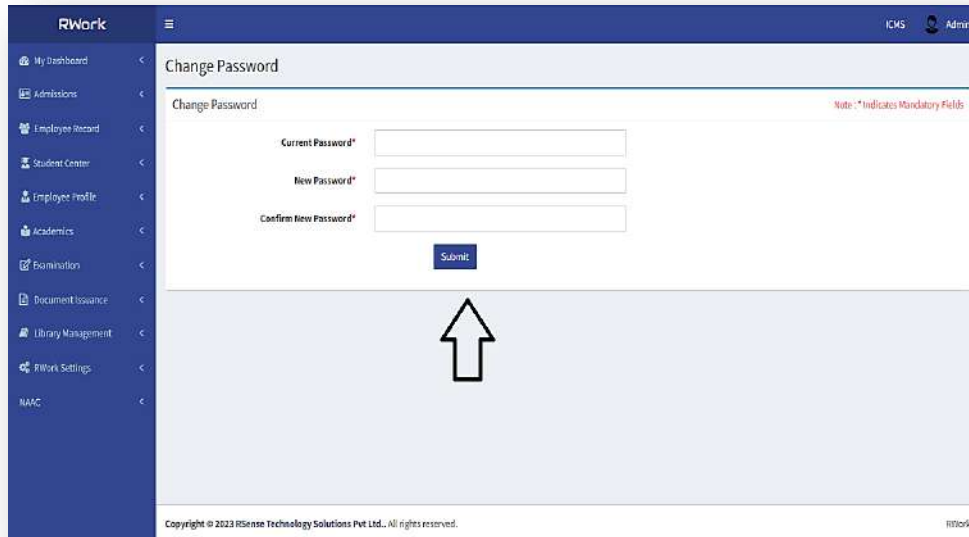 RWork
ICMS Admin
My Dashboard
Admissions
Employee Record
Student Center
Employee Profile
Academics
Examination
Document Issuance
Library Management
RWork Settings
NAAC
Change Password
Change Password
Note : * Indicates Mandatory Fields
Current Password*
New Password*
Confirm New Password*
Submit
Copyright © 2023 RSense Technology Solutions Pvt Ltd.. All rights reserved.
RWork